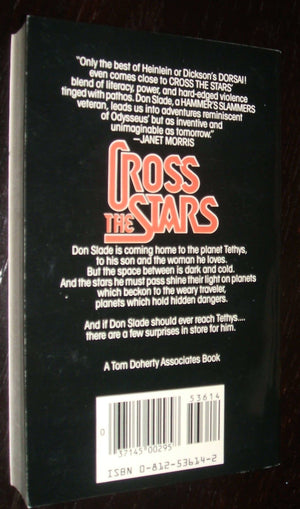 "Only the best of Heinlein or Dickson's DORSAI!
even comes close to CROSS THE STARS'
blend of literacy, power, and hard-edged violence
tinged with pathos. Don Slade, a HAMMER'S SLAMMERS
veteran, leads us into adventures reminiscent
of Odysseus' but as inventive and
unimaginable as tomorrow."
—JANET MORRIS
CROSS
THE STARS
Don Slade is coming home to the planet Tethys,
to his son and the woman he loves.
But the space between is dark and cold.
And the stars he must pass shine their light on planets
which beckon to the weary traveler,
planets which hold hidden dangers.
And if Don Slade should ever reach Tethys....
there are a few surprises in store for him.
A Tom Doherty Associates Book
53614
0
37145 00295
ISBN 0-812-53614-2